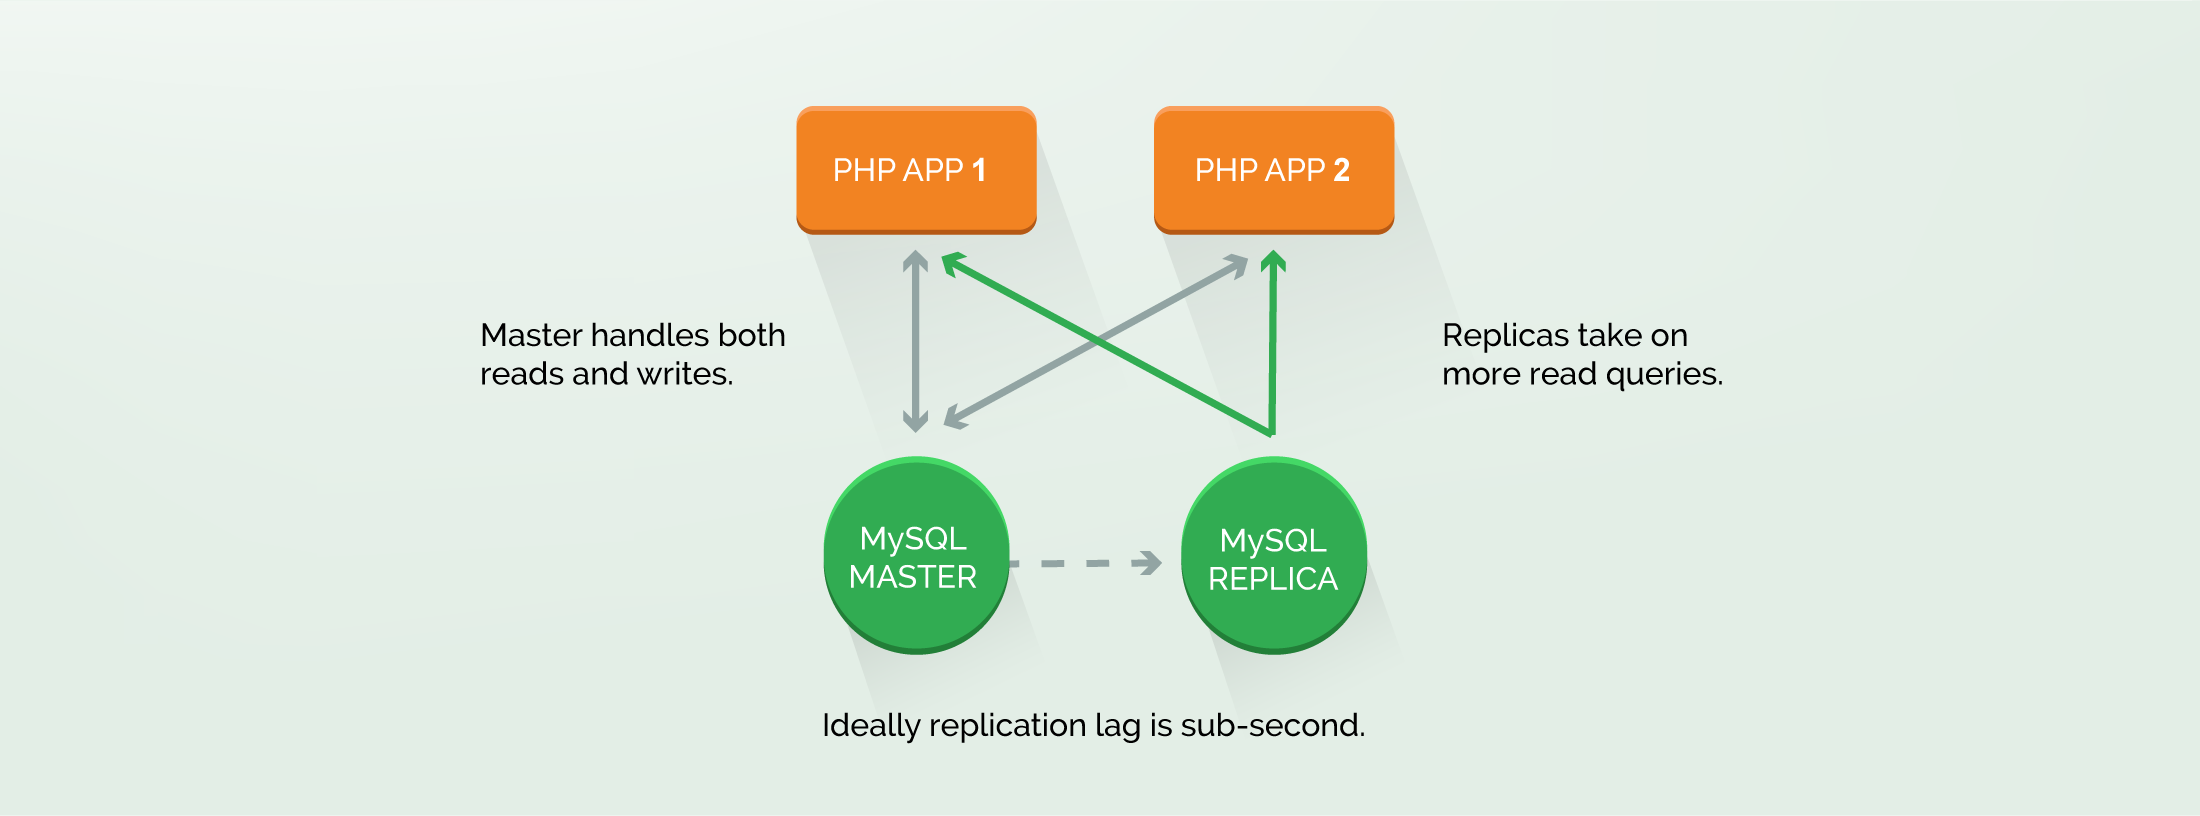 PHP APP 1
PHP APP 2
Master handles both
reads and writes.
Replicas take on
more read queries.
MySQL
MASTER
MySQL
REPLICA
Ideally replication lag is sub-second.